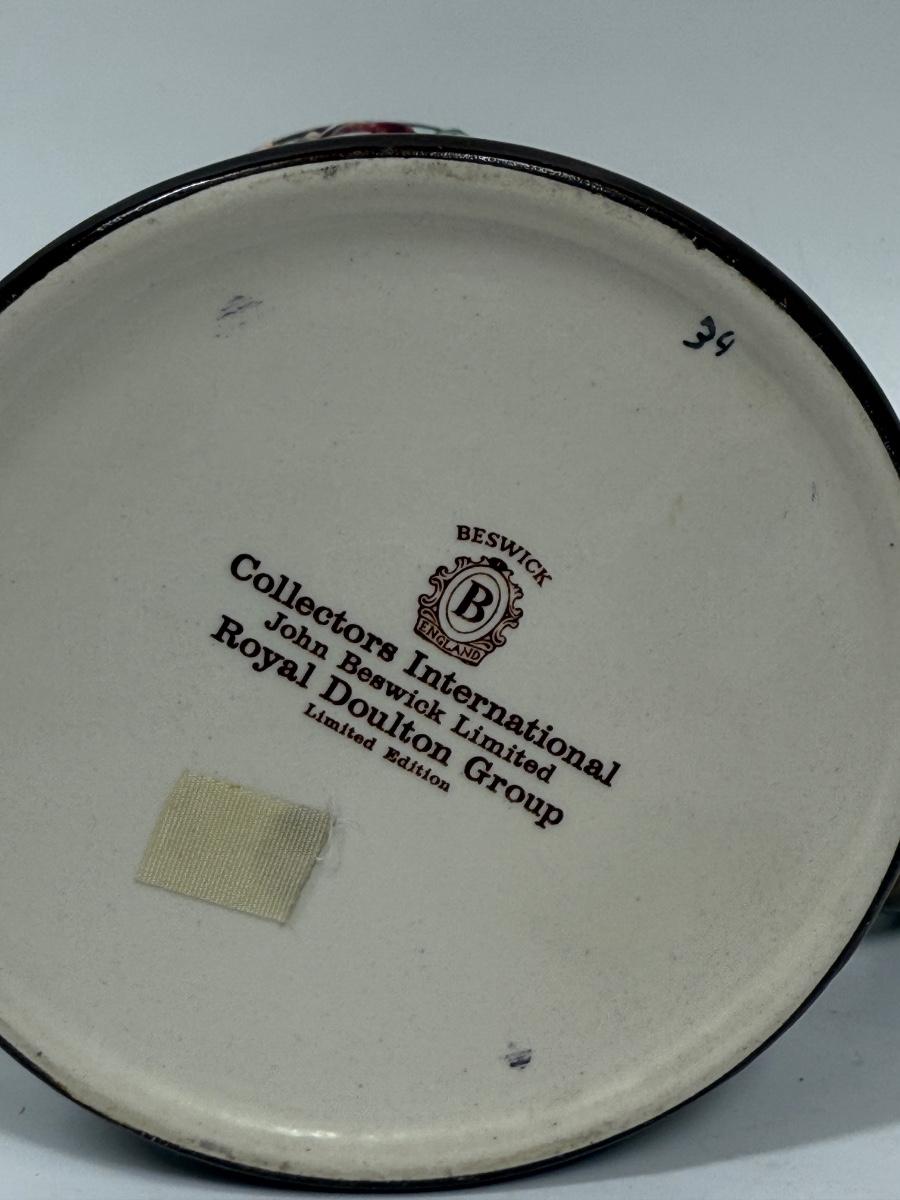 34
BESWICK
B
ENGLAND
Collectors International
John Beswick Limited
Royal Doulton Group
Limited Edition